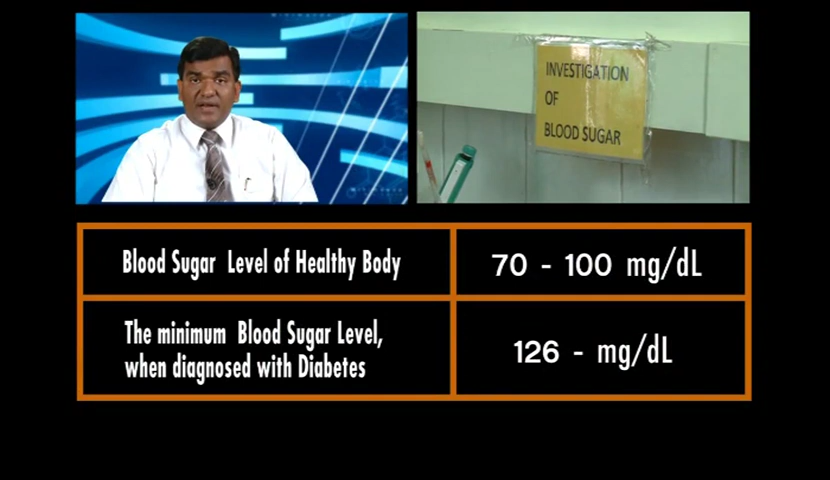 INVESTIGATION
OF
BLOOD SUGAR
Blood Sugar Level of Healthy Body
70 - 100 mg/dL
The minimum Blood Sugar Level,
when diagnosed with Diabetes
126 - mg/dL